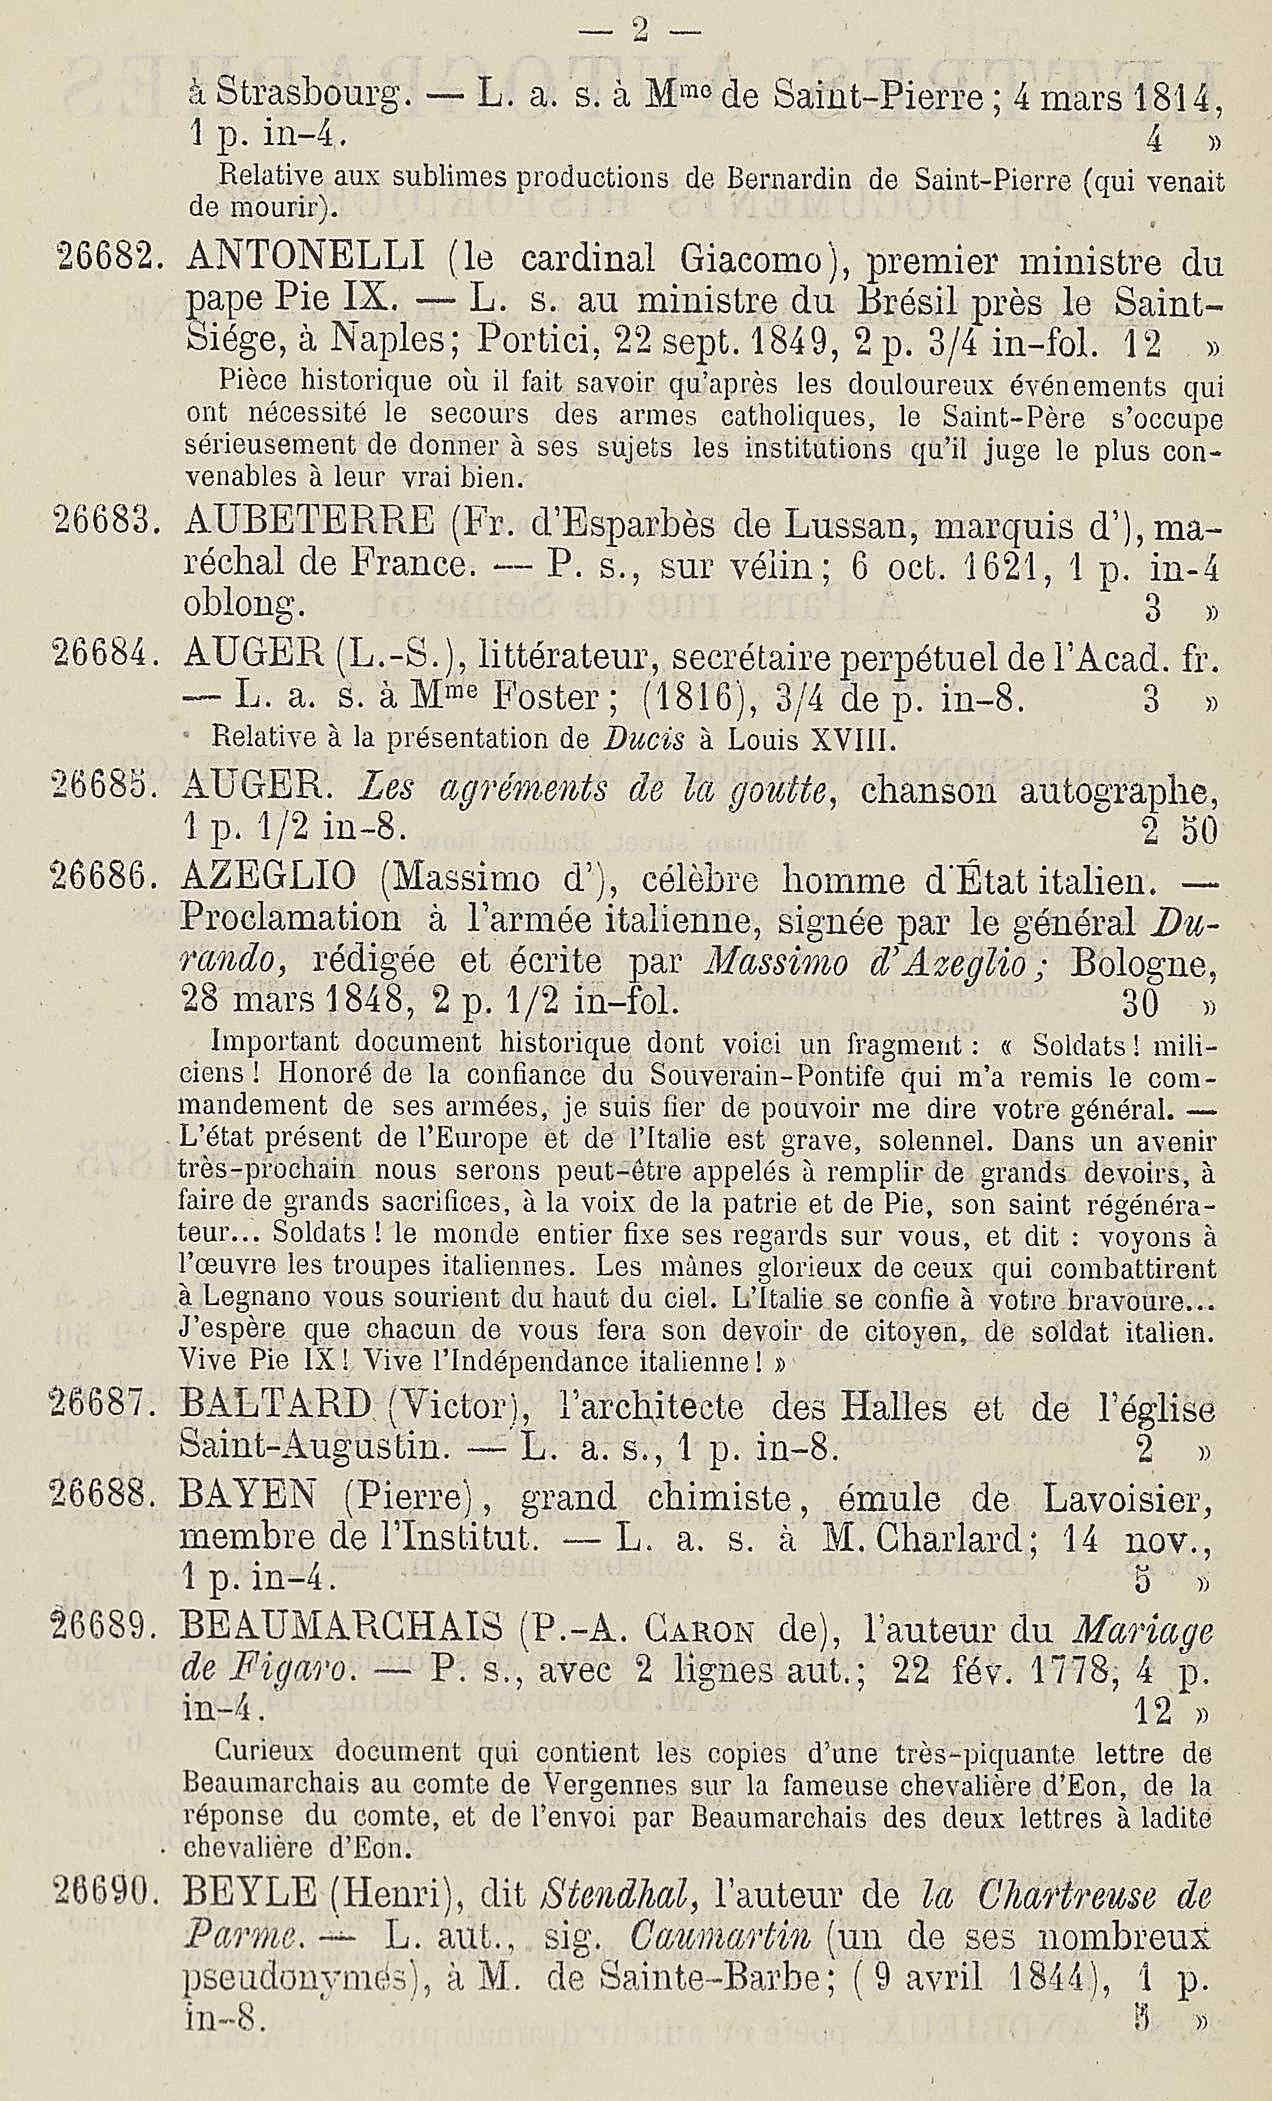 — 2 —
à Strasbourg. — L. a. s. à Mme de Saint-Pierre ; 4 mars 1814,
1 p. in-4. 4 »
Relative aux sublimes productions de Bernardin de Saint-Pierre (qui venait
de mourir).
26682. ANTONELLI (le cardinal Giacomo), premier ministre du
pape Pie IX. — L. s. au ministre du Brésil près le Saint-
Siége, à Naples; Portici, 22 sept. 1849, 2 p. 3/4 in-fol. 12 »
Pièce historique où il fait savoir qu'après les douloureux événements qui
ont nécessité le secours des armes catholiques, le Saint-Père s'occupe
sérieusement de donner à ses sujets les institutions qu'il juge le plus con-
venables à leur vrai bien.
26683. AUBETERRE (Fr. d'Esparbès de Lussan, marquis d'), ma-
réchal de France. — P. s., sur vélin; 6 oct. 1621, 1 p. in-4
oblong. 3 »
26684. AUGER (L.-S.), littérateur, secrétaire perpétuel de l'Acad. fr.
— L. a. s. à Mme Foster; (1816), 3/4 de p. in-8. 3 »
Relative à la présentation de Ducis à Louis XVIII.
26685. AUGER. Les agréments de la goutte, chanson autographe,
1 p. 1/2 in-8. 2 50
26686. AZEGLIO (Massimo d'), célèbre homme d'État italien. —
Proclamation à l'armée italienne, signée par le général Du-
rando, rédigée et écrite par Massimo d'Azeglio; Bologne,
28 mars 1848, 2 p. 1/2 in-fol. 30 »
Important document historique dont voici un fragment : « Soldats ! mili-
ciens ! Honoré de la confiance du Souverain-Pontife qui m'a remis le com-
mandement de ses armées, je suis fier de pouvoir me dire votre général. —
L'état présent de l'Europe et de l'Italie est grave, solennel. Dans un avenir
très-prochain nous serons peut-être appelés à remplir de grands devoirs, à
faire de grands sacrifices, à la voix de la patrie et de Pie, son saint régénéra-
teur... Soldats ! le monde entier fixe ses regards sur vous, et dit : voyons à
l'œuvre les troupes italiennes. Les mânes glorieux de ceux qui combattirent
à Legnano vous sourient du haut du ciel. L'Italie se confie à votre bravoure...
J'espère que chacun de vous fera son devoir de citoyen, de soldat italien.
Vive Pie IX ! Vive l'Indépendance italienne ! »
26687. BALTARD (Victor), l'architecte des Halles et de l'église
Saint-Augustin. — L. a. s., 1 p. in-8. 2 »
26688. BAYEN (Pierre), grand chimiste, émule de Lavoisier,
membre de l'Institut. — L. a. s. à M. Charlard; 14 nov.,
1 p. in-4. 5 »
26689. BEAUMARCHAIS (P.-A. CARON de), l'auteur du Mariage
de Figaro. — P. s., avec 2 lignes aut.; 22 fév. 1778, 4 p.
in-4. 12 »
Curieux document qui contient les copies d'une très-piquante lettre de
Beaumarchais au comte de Vergennes sur la fameuse chevalière d'Eon, de la
réponse du comte, et de l'envoi par Beaumarchais des deux lettres à ladite
chevalière d'Eon.
26690. BEYLE (Henri), dit Stendhal, l'auteur de la Chartreuse de
Parme. — L. aut., sig. Caumartin (un de ses nombreux
pseudonymes), à M. de Sainte-Barbe; (9 avril 1844), 1 p.
in-8. 5 »